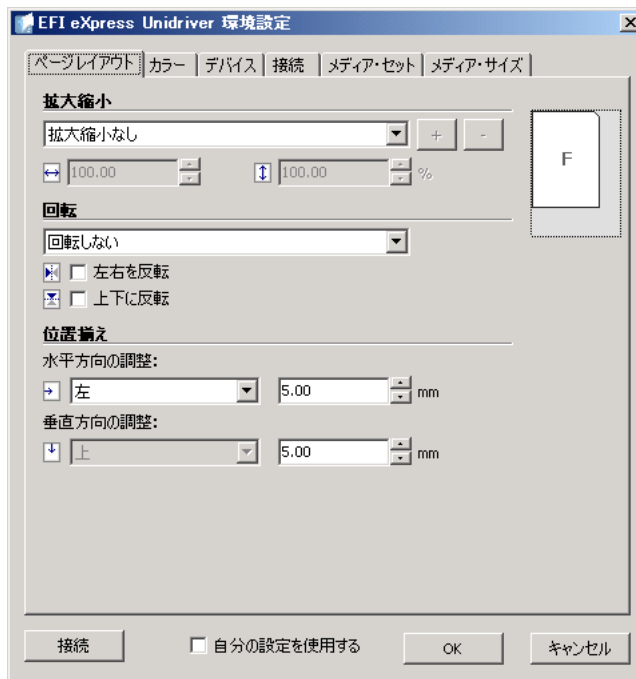 EFI eXpress Unidriver 環境設定
ページレイアウト カラー デバイス 接続 メディア・セット メディア・サイズ
拡大縮小
拡大縮小なし + -
100.00 100.00 %
F
回転
回転しない
左右を反転
上下に反転
位置揃え
水平方向の調整:
左 5.00 mm
垂直方向の調整:
上 5.00 mm
接続 自分の設定を使用する OK キャンセル